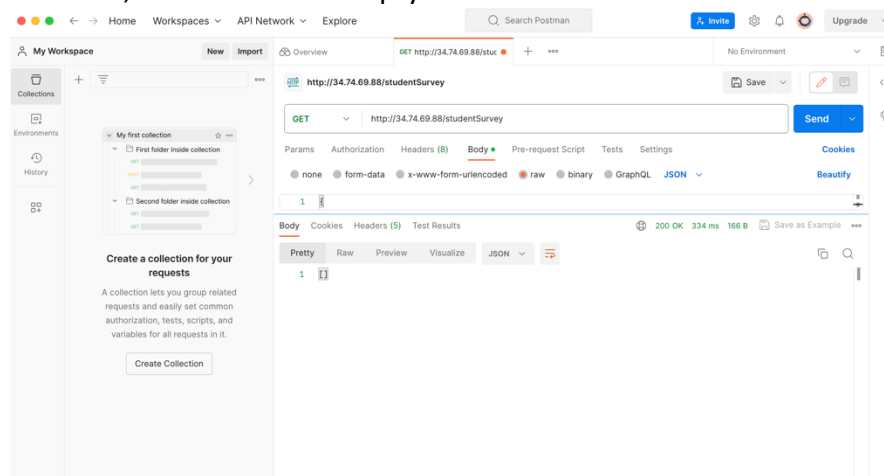 Home Workspaces API Network Explore Search Postman Invite Upgrade
My Workspace New Import Overview GET http://34.74.69.88/stuc No Environment
Collections
Environments
History
http://34.74.69.88/studentSurvey Save
GET http://34.74.69.88/studentSurvey Send
Params Authorization Headers (8) Body Pre-request Script Tests Settings Cookies
none form-data x-www-form-urlencoded raw binary GraphQL JSON Beautify
1 {
Body Cookies Headers (5) Test Results 200 OK 334 ms 166 B Save as Example
Pretty Raw Preview Visualize JSON
1 []
My first collection
First folder inside collection
GET
GET
Second folder inside collection
GET
GET
Create a collection for your
requests
A collection lets you group related
requests and easily set common
authorization, tests, scripts, and
variables for all requests in it.
Create Collection